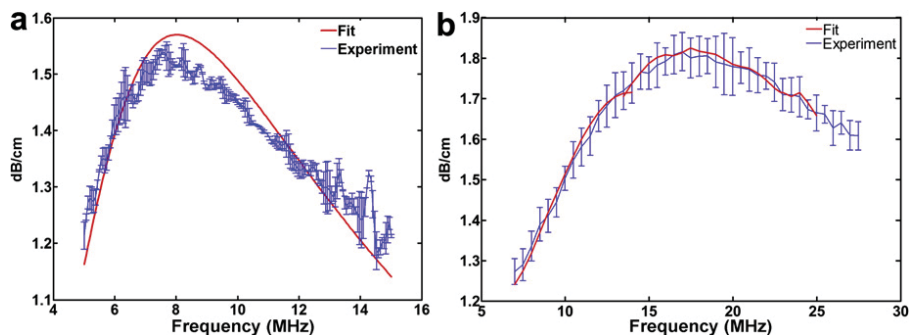 a
Fit
Experiment
1.6
1.5
1.4
1.3
1.2
1.1
dB/cm
4 6 8 10 12 14 16
Frequency (MHz)
b
Fit
Experiment
1.9
1.8
1.7
1.6
1.5
1.4
1.3
1.2
dB/cm
5 10 15 20 25 30
Frequency (MHz)